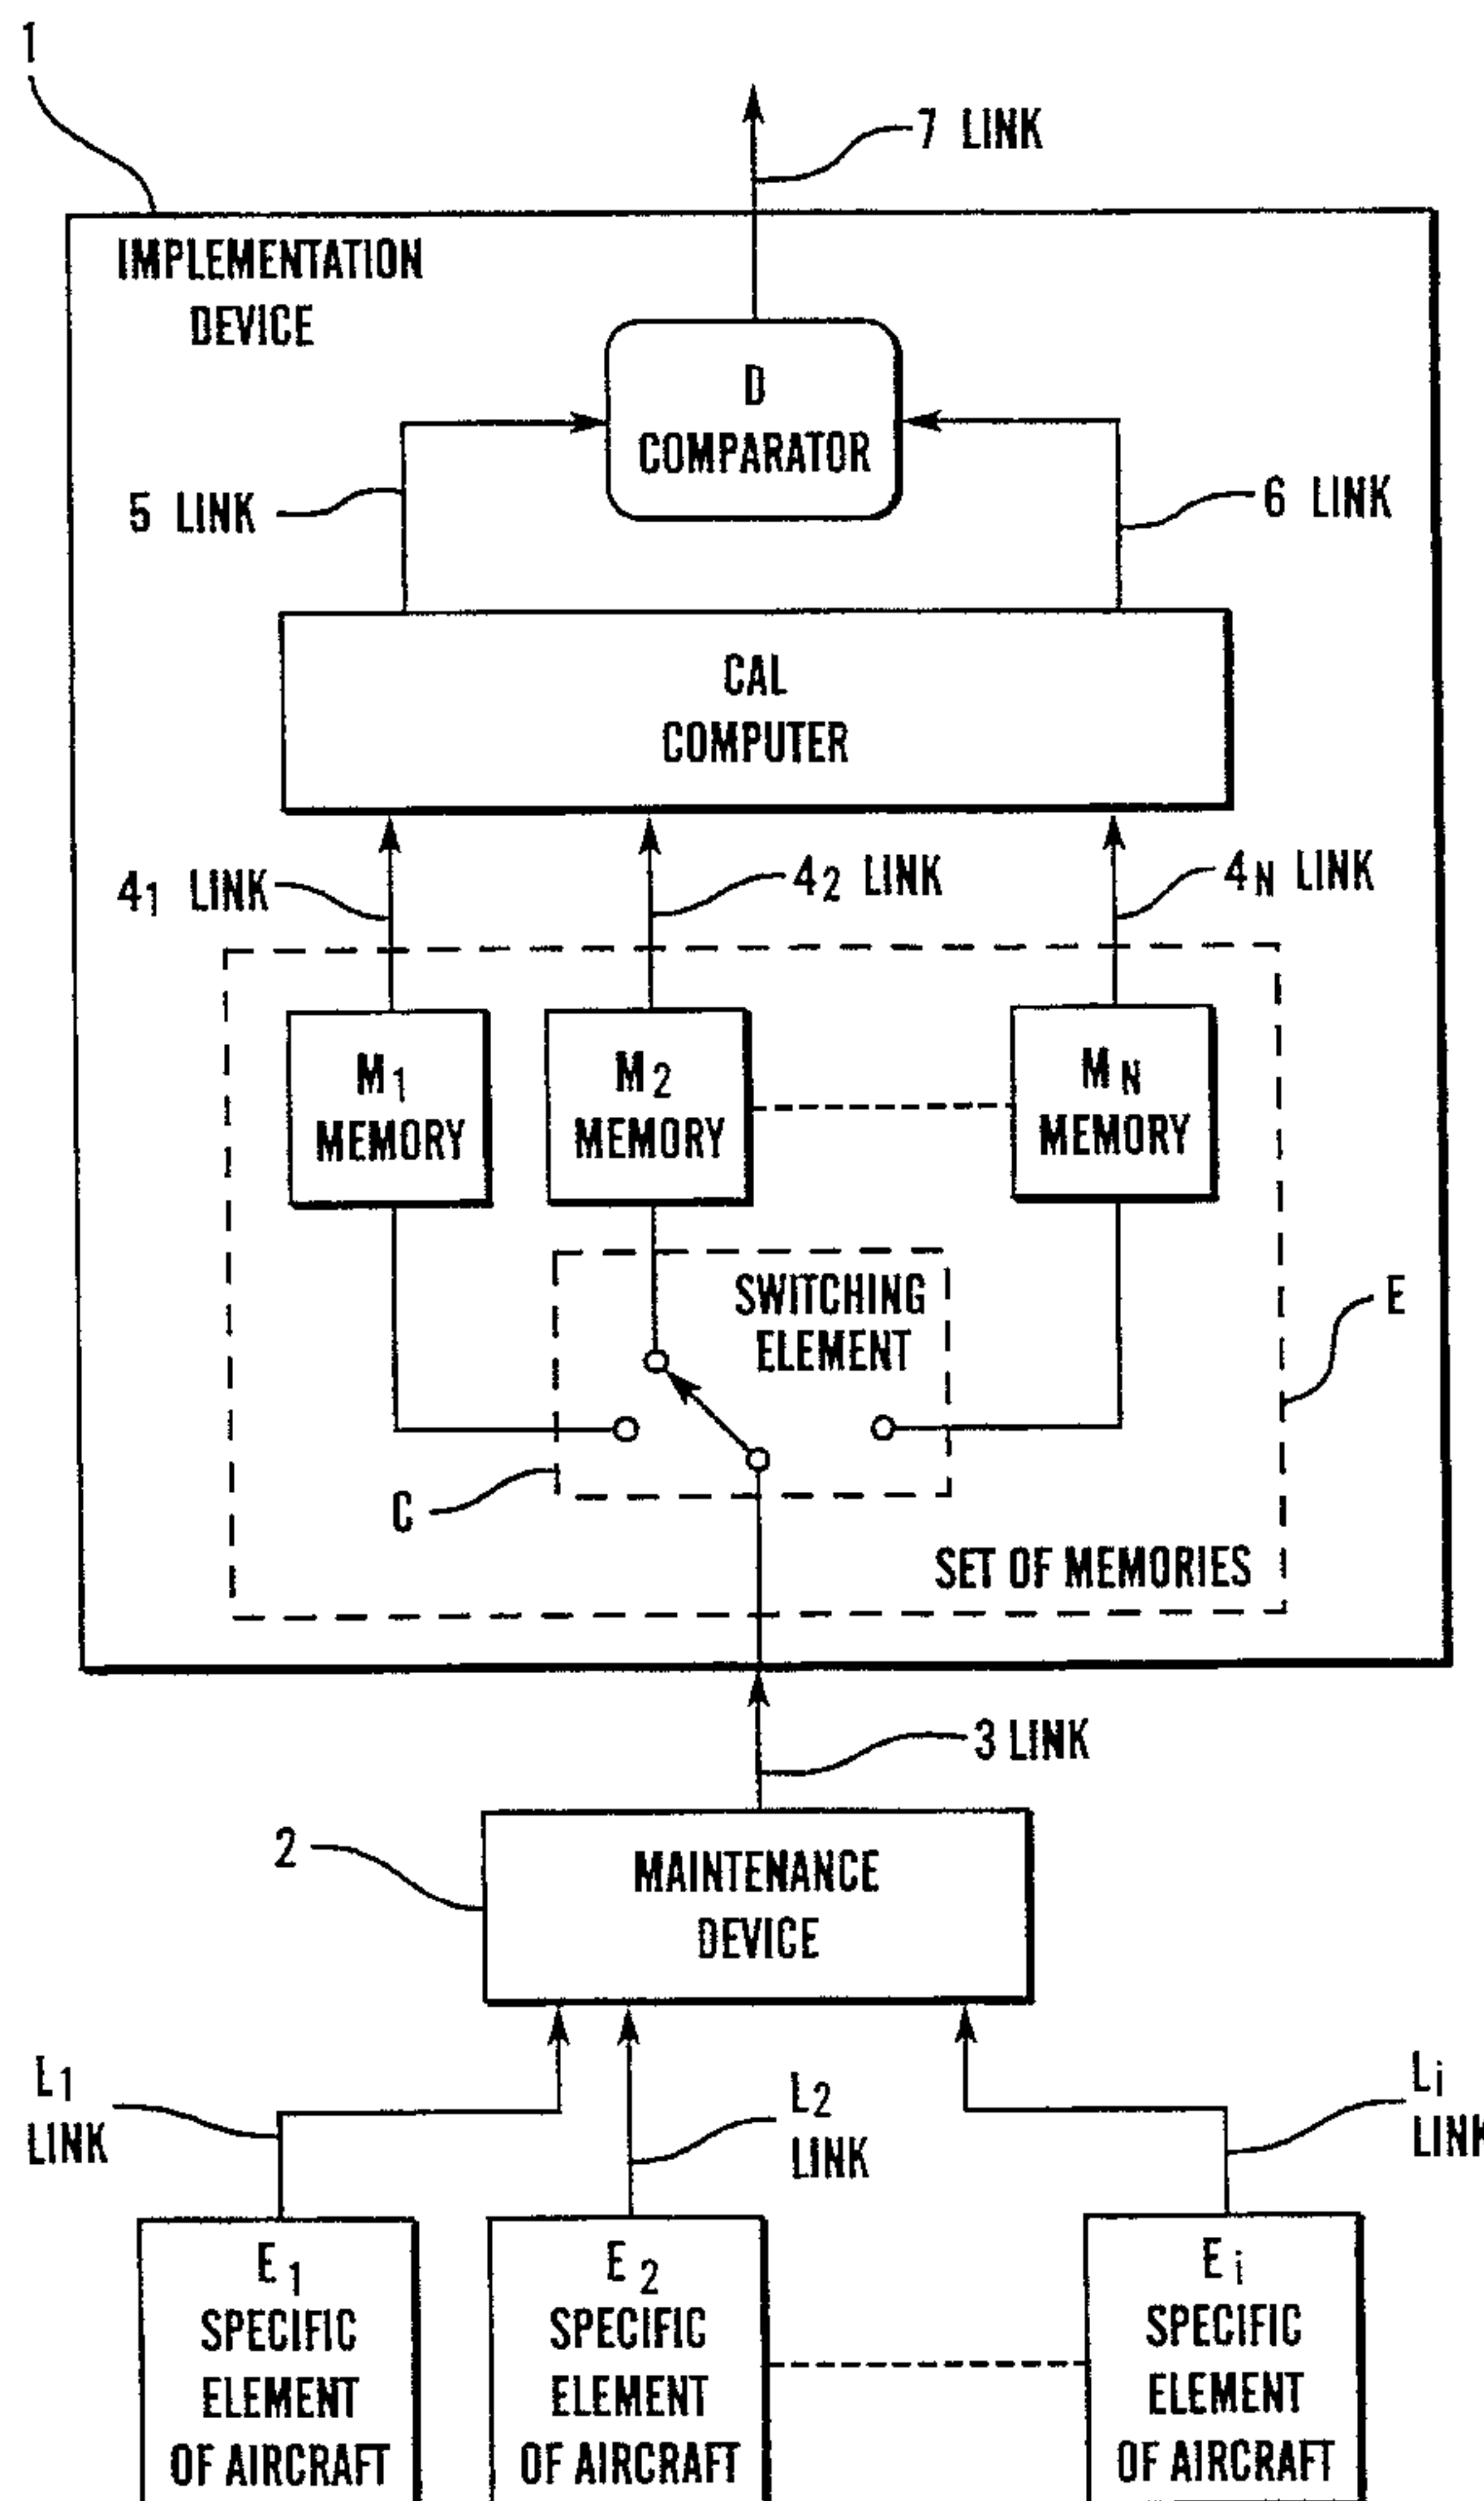 1
7 LINK
IMPLEMENTATION
DEVICE
D
COMPARATOR
5 LINK
6 LINK
CAL
COMPUTER
41 LINK
42 LINK
4N LINK
M1
MEMORY
M2
MEMORY
MN
MEMORY
SWITCHING
ELEMENT
E
C
SET OF MEMORIES
3 LINK
2
MAINTENANCE
DEVICE
L1
LINK
L2
LINK
Li
LINK
E1
SPECIFIC
ELEMENT
OF AIRCRAFT
E2
SPECIFIC
ELEMENT
OF AIRCRAFT
Ei
SPECIFIC
ELEMENT
OF AIRCRAFT